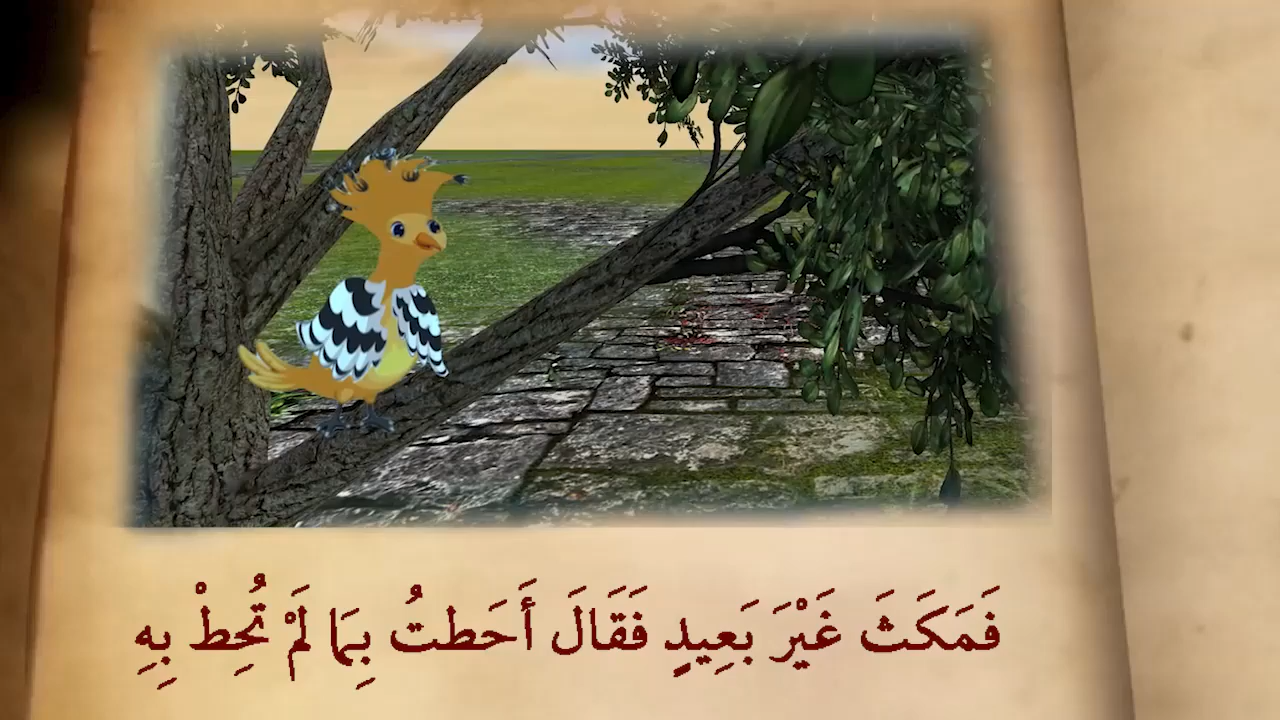 فَمَكَثَ غَيْرَ بَعِيدٍ فَقَالَ أَحَطتُ بِمَا لَمْ تُحِطْ بِهِ